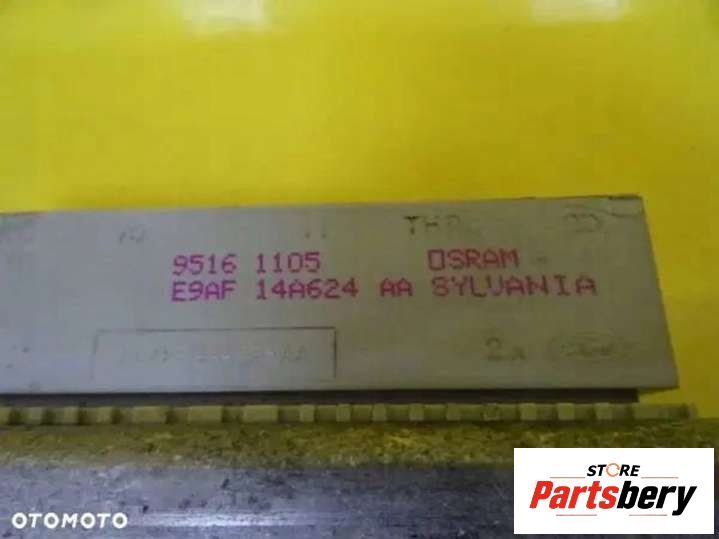 9516 1105 OSRAM
E9AF 14A624 AA SYLVANIA
2x
STORE
Partsbery
OTOMOTO